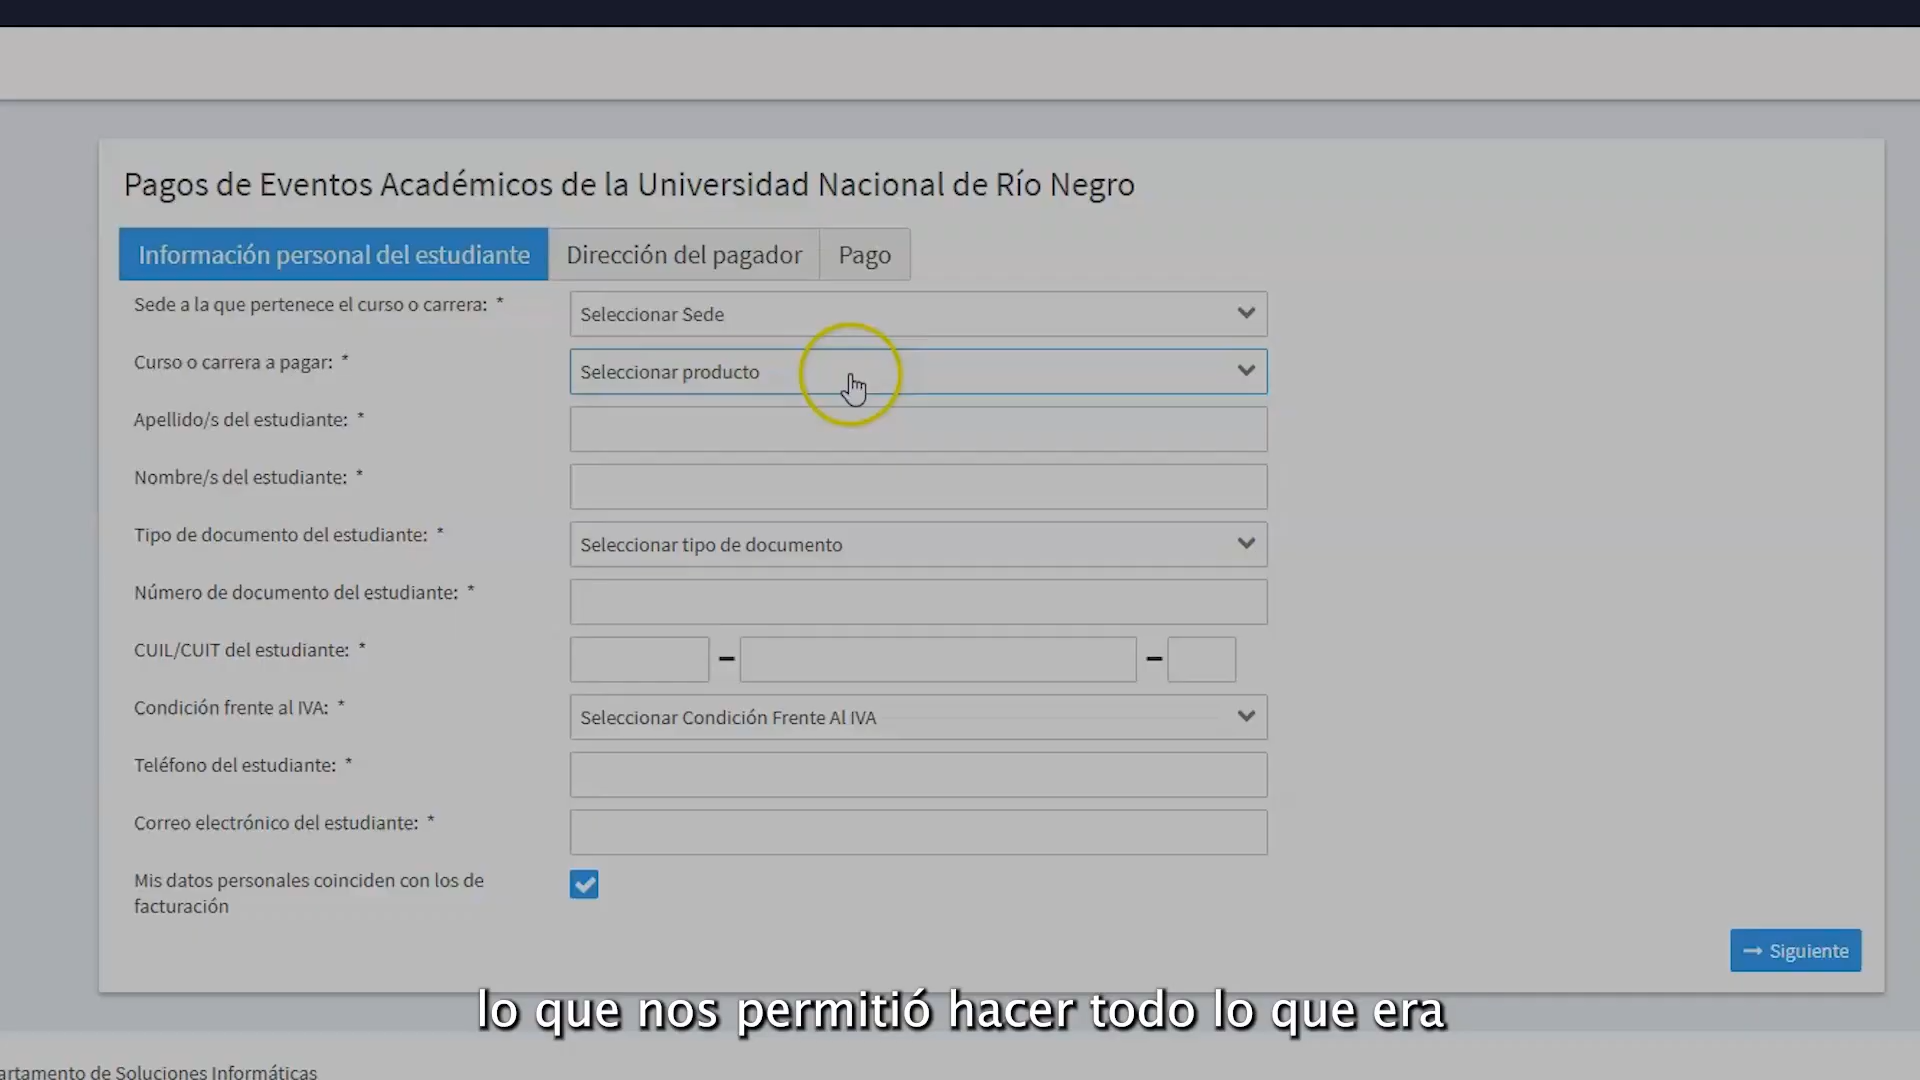 Pagos de Eventos Académicos de la Universidad Nacional de Río Negro
Información personal del estudiante
Dirección del pagador
Pago
Sede a la que pertenece el curso o carrera: *
Seleccionar Sede
Curso o carrera a pagar: *
Seleccionar producto
Apellido/s del estudiante: *
Nombre/s del estudiante: *
Tipo de documento del estudiante: *
Seleccionar tipo de documento
Número de documento del estudiante: *
CUIL/CUIT del estudiante: *
Condición frente al IVA: *
Seleccionar Condición Frente Al IVA
Teléfono del estudiante: *
Correo electrónico del estudiante: *
Mis datos personales coinciden con los de
facturación
Siguiente
lo que nos permitió hacer todo lo que era
artamento de Soluciones Informáticas